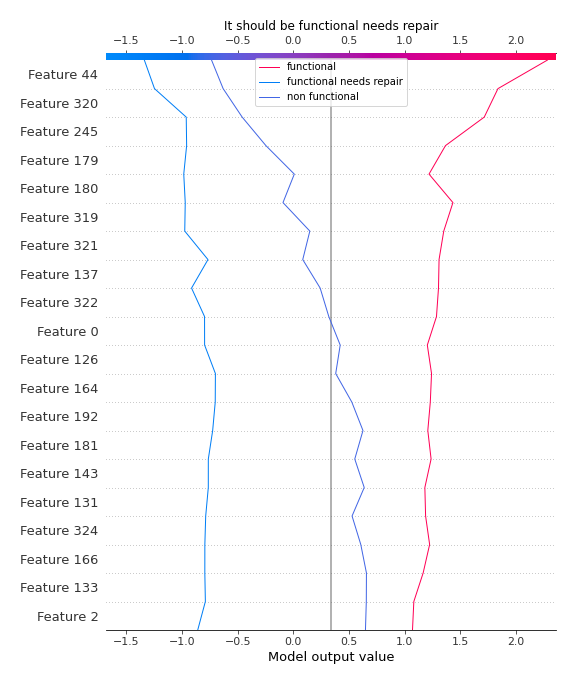 It should be functional needs repair
−1.5 −1.0 −0.5 0.0 0.5 1.0 1.5 2.0
functional
functional needs repair
non functional
Feature 44
Feature 320
Feature 245
Feature 179
Feature 180
Feature 319
Feature 321
Feature 137
Feature 322
Feature 0
Feature 126
Feature 164
Feature 192
Feature 181
Feature 143
Feature 131
Feature 324
Feature 166
Feature 133
Feature 2
−1.5 −1.0 −0.5 0.0 0.5 1.0 1.5 2.0
Model output value